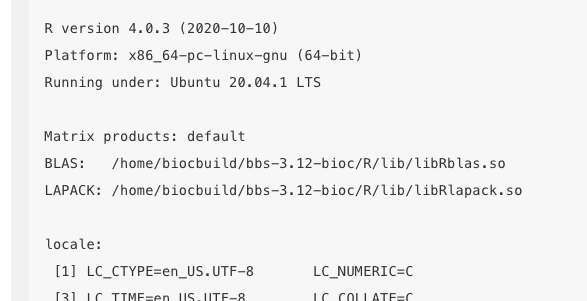 R version 4.0.3 (2020-10-10)
Platform: x86_64-pc-linux-gnu (64-bit)
Running under: Ubuntu 20.04.1 LTS
Matrix products: default
BLAS:   /home/biocbuild/bbs-3.12-bioc/R/lib/libRblas.so
LAPACK: /home/biocbuild/bbs-3.12-bioc/R/lib/libRlapack.so
locale:
 [1] LC_CTYPE=en_US.UTF-8       LC_NUMERIC=C
 [3] LC_TIME=en_US.UTF-8        LC_COLLATE=C